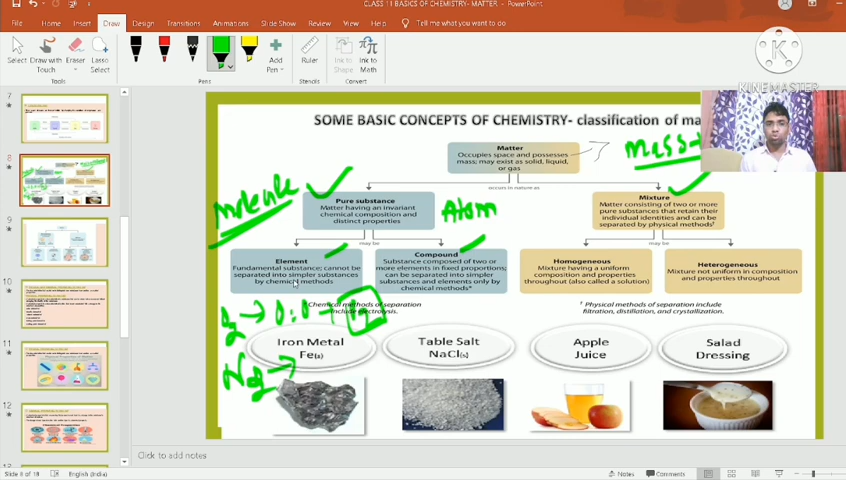 CLASS 11 BASICS OF CHEMISTRY- MATTER - PowerPoint
File Home Insert Draw Design Transitions Animations Slide Show Review View Help Tell me what you want to do
Select Draw with Touch Eraser Lasso Select Add Pen Ruler Ink to Shape Ink to Math
Tools Pens Stencils Convert
KINEMASTER
7
8
9
10
11
12
SOME BASIC CONCEPTS OF CHEMISTRY- classification of ma
Matter
Occupies space and possesses
mass; may exist as solid, liquid,
or gas
mass
occurs in nature as
molecule
Pure substance
Matter having an invariant
chemical composition and
distinct properties
Atom
Mixture
Matter consisting of two or more
pure substances that retain their
individual identities and can be
separated by physical methods†
may be
may be
Element
Fundamental substance; cannot be
separated into simpler substances
by chemical methods
Compound
Substance composed of two or
more elements in fixed proportions;
can be separated into simpler
substances and elements only by
chemical methods*
Homogeneous
Mixture having a uniform
composition and properties
throughout (also called a solution)
Heterogeneous
Mixture not uniform in composition
and properties throughout
Chemical methods of separation
include electrolysis.
† Physical methods of separation include
filtration, distillation, and crystallization.
Iron Metal
Fe(s)
Table Salt
NaCl(s)
Apple
Juice
Salad
Dressing
Click to add notes
Slide 8 of 18 English (India) Notes Comments